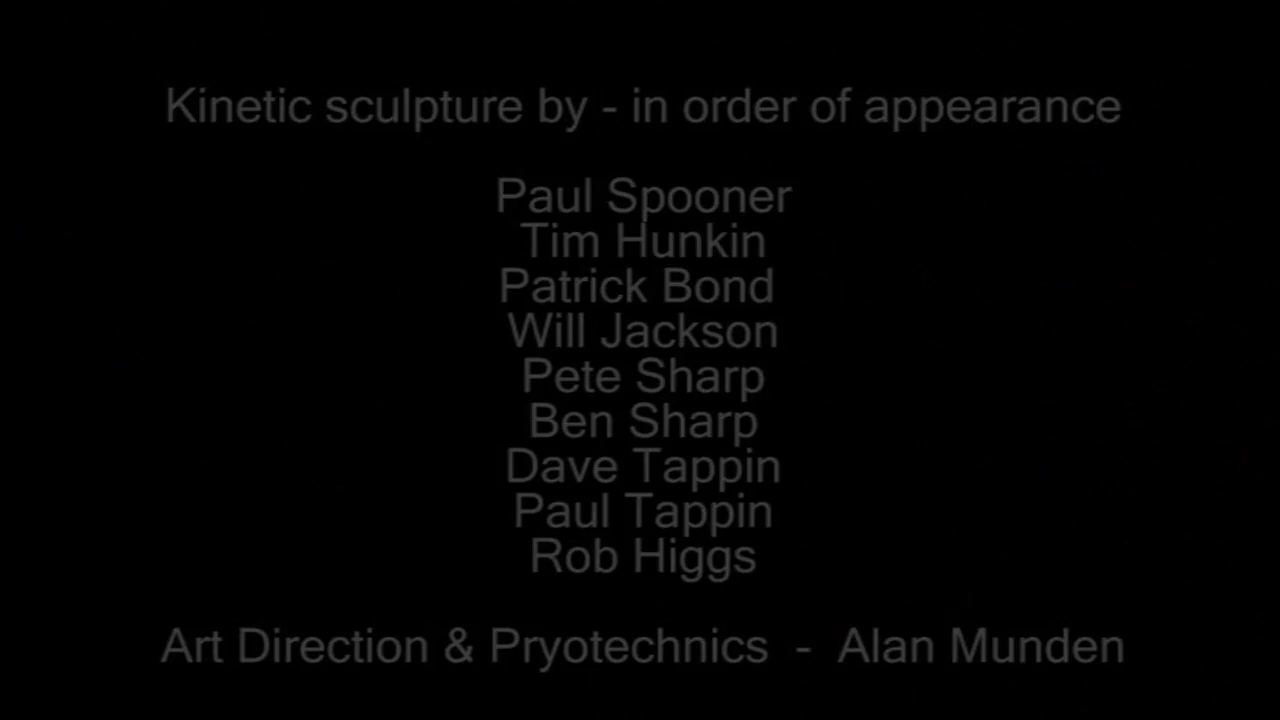 Kinetic sculpture by - in order of appearance
Paul Spooner
Tim Hunkin
Patrick Bond
Will Jackson
Pete Sharp
Ben Sharp
Dave Tappin
Paul Tappin
Rob Higgs
Art Direction & Pryotechnics - Alan Munden